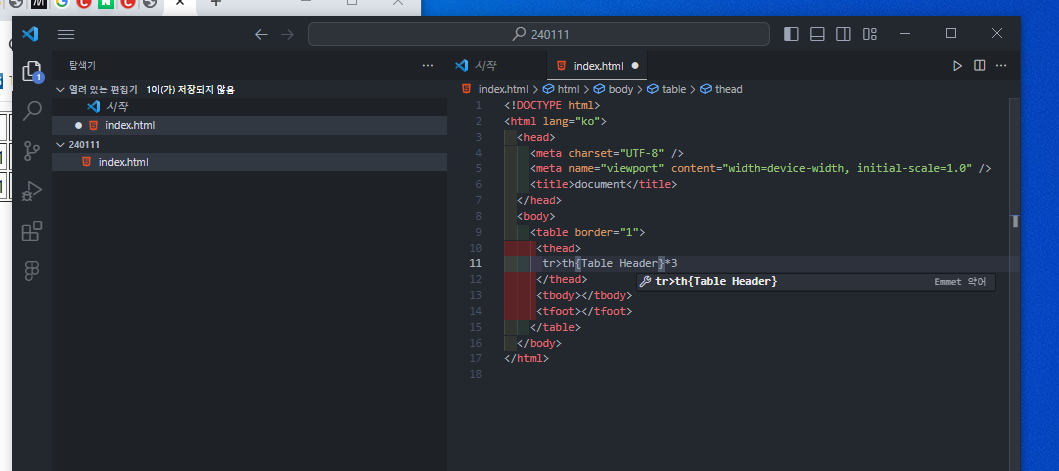 240111
탐색기
시작
index.html
열려 있는 편집기 1이(가) 저장되지 않음
시작
index.html
240111
index.html
index.html > html > body > table > thead
1 <!DOCTYPE html>
2 <html lang="ko">
3 <head>
4 <meta charset="UTF-8" />
5 <meta name="viewport" content="width=device-width, initial-scale=1.0" />
6 <title>document</title>
7 </head>
8 <body>
9 <table border="1">
10 <thead>
11 tr>th{Table Header}*3
12 </thead>
tr>th{Table Header} Emmet 약어
13 <tbody></tbody>
14 <tfoot></tfoot>
15 </table>
16 </body>
17 </html>
18
1